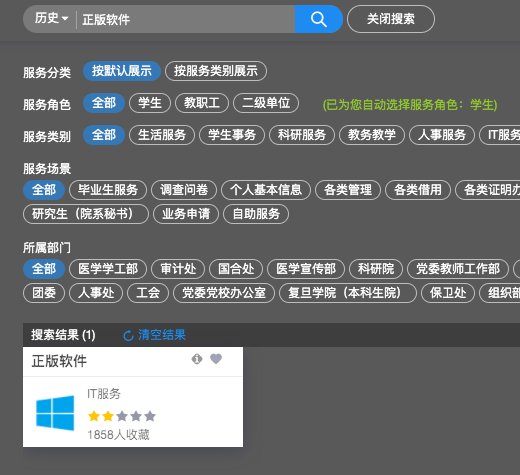 历史 正版软件 关闭搜索
服务分类 按默认展示 按服务类别展示
服务角色 全部 学生 教职工 二级单位 (已为您自动选择服务角色：学生)
服务类别 全部 生活服务 学生事务 科研服务 教务教学 人事服务 IT服务
服务场景
全部 毕业生服务 调查问卷 个人基本信息 各类管理 各类借用 各类证明办
研究生（院系秘书） 业务申请 自助服务
所属部门
全部 医学学工部 审计处 国合处 医学宣传部 科研院 党委教师工作部
团委 人事处 工会 党委党校办公室 复旦学院（本科生院） 保卫处 组织部
搜索结果 (1) 清空结果
正版软件
IT服务
1858人收藏